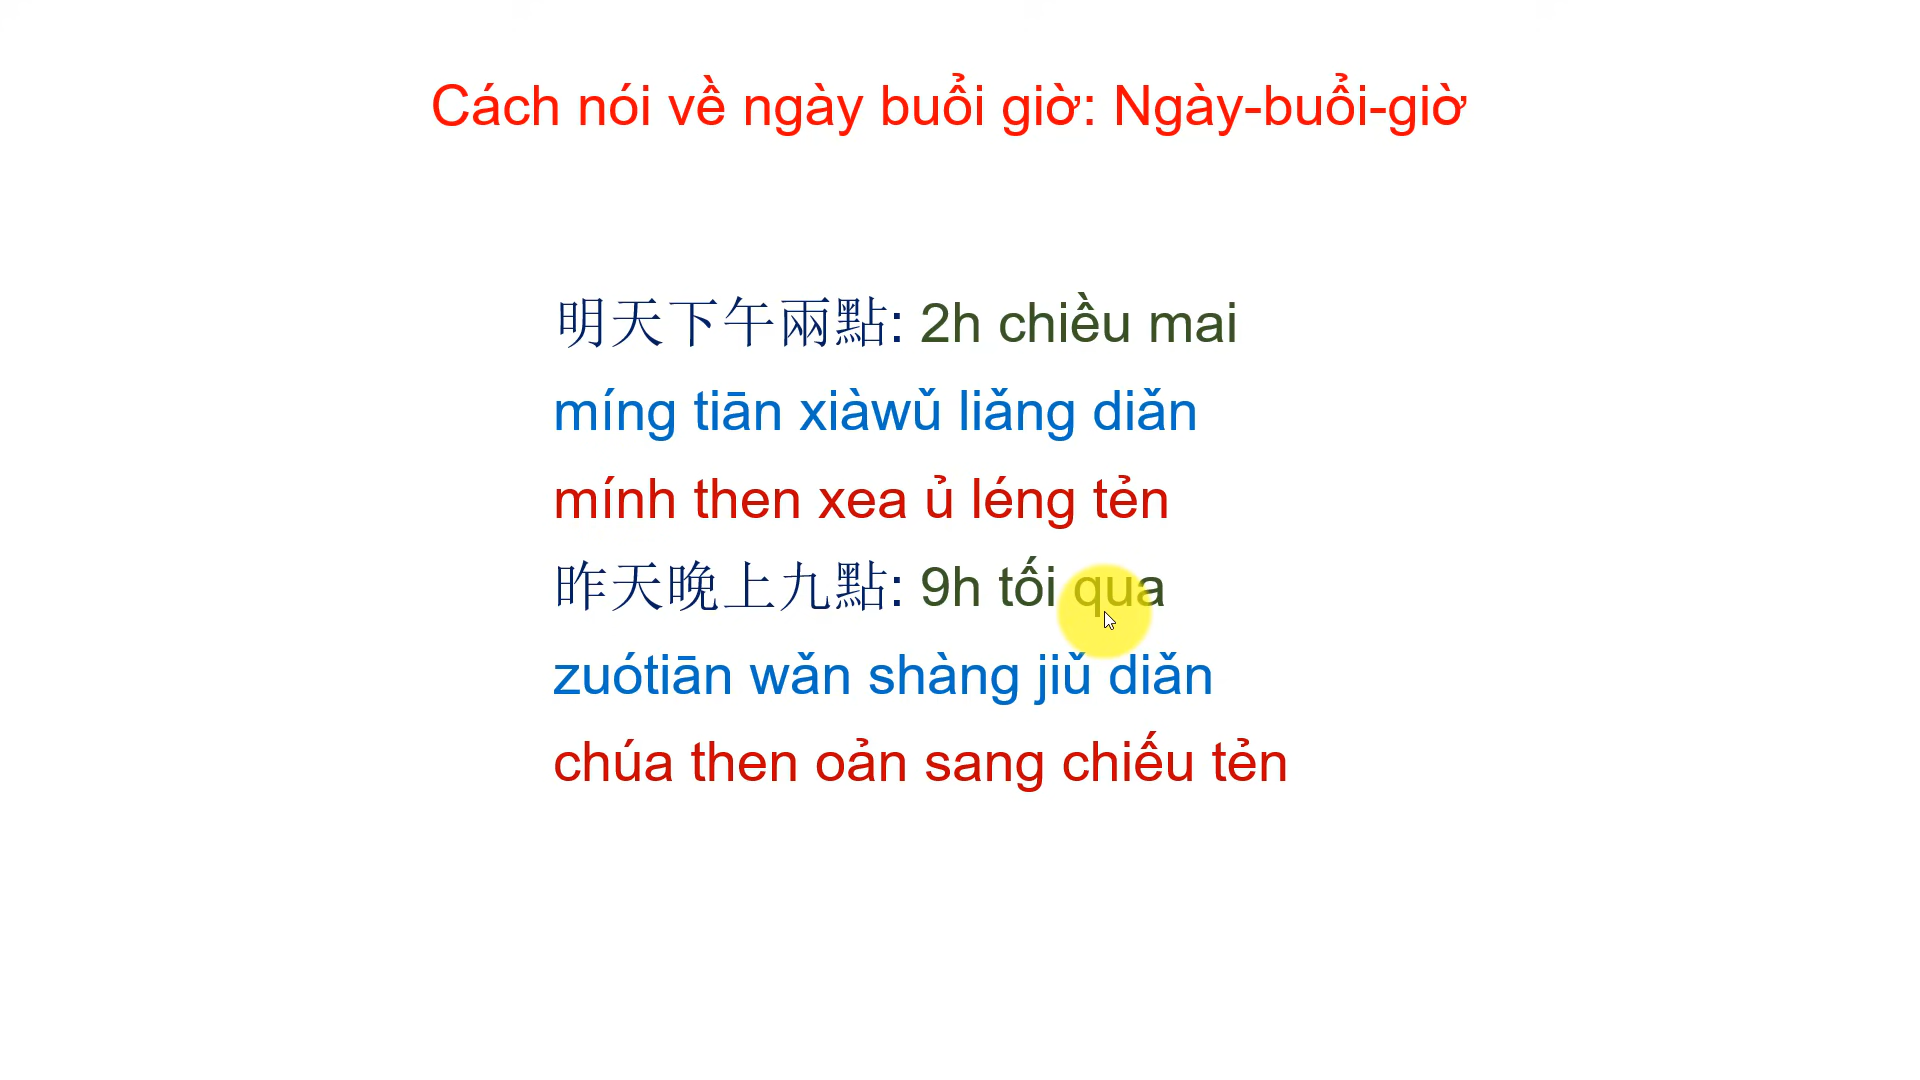 Cách nói về ngày buổi giờ: Ngày-buổi-giờ
明天下午兩點: 2h chiều mai
míng tiān xiàwǔ liǎng diǎn
mính then xea ủ léng tẻn
昨天晚上九點: 9h tối qua
zuótiān wǎn shàng jiǔ diǎn
chúa then oản sang chiếu tẻn